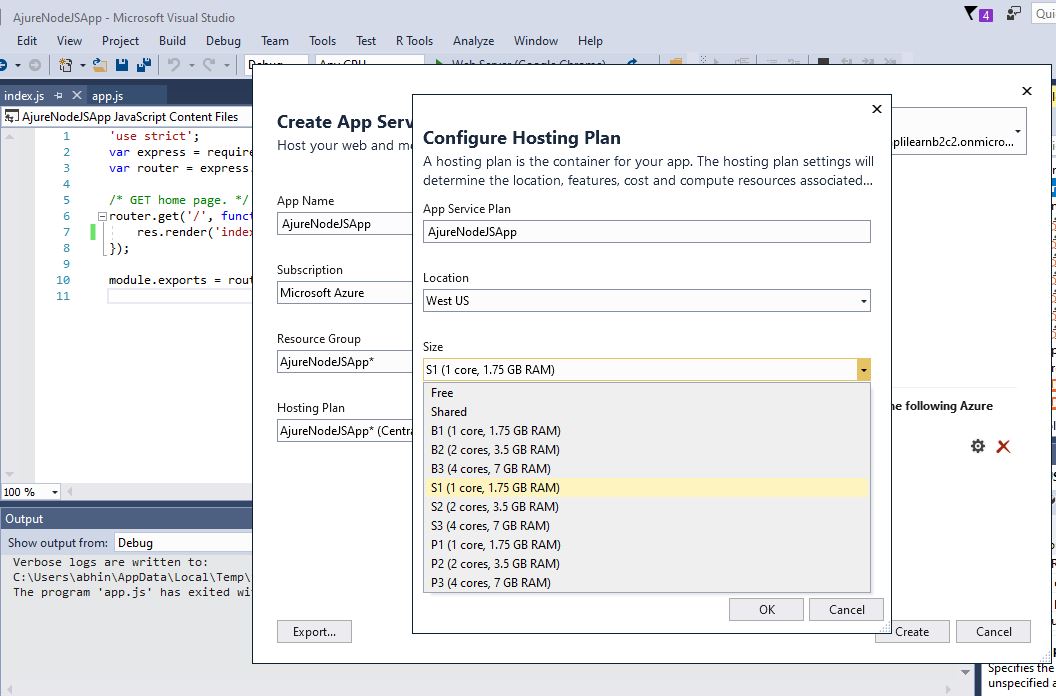 AjureNodeJSApp - Microsoft Visual Studio
4
Qui
Edit View Project Build Debug Team Tools Test R Tools Analyze Window Help
Debug Any CPU Web Server (Google Chrome)
index.js app.js
AjureNodeJSApp JavaScript Content Files
1 'use strict';
2 var express = require
3 var router = express.
4
5 /* GET home page. */
6 router.get('/', funct
7 res.render('index
8 });
9
10 module.exports = rout
11
100 %
Output
Show output from: Debug
Verbose logs are written to:
C:\Users\abhin\AppData\Local\Temp\
The program 'app.js' has exited wi
Create App Serv
Host your web and mo
plilearnb2c2.onmicro...
App Name
AjureNodeJSApp
Subscription
Microsoft Azure
Resource Group
AjureNodeJSApp*
Hosting Plan
AjureNodeJSApp* (Centra
he following Azure
Export...
Create
Cancel
Configure Hosting Plan
A hosting plan is the container for your app. The hosting plan settings will
determine the location, features, cost and compute resources associated...
App Service Plan
AjureNodeJSApp
Location
West US
Size
S1 (1 core, 1.75 GB RAM)
Free
Shared
B1 (1 core, 1.75 GB RAM)
B2 (2 cores, 3.5 GB RAM)
B3 (4 cores, 7 GB RAM)
S1 (1 core, 1.75 GB RAM)
S2 (2 cores, 3.5 GB RAM)
S3 (4 cores, 7 GB RAM)
P1 (1 core, 1.75 GB RAM)
P2 (2 cores, 3.5 GB RAM)
P3 (4 cores, 7 GB RAM)
OK
Cancel
Specifies the
unspecified a